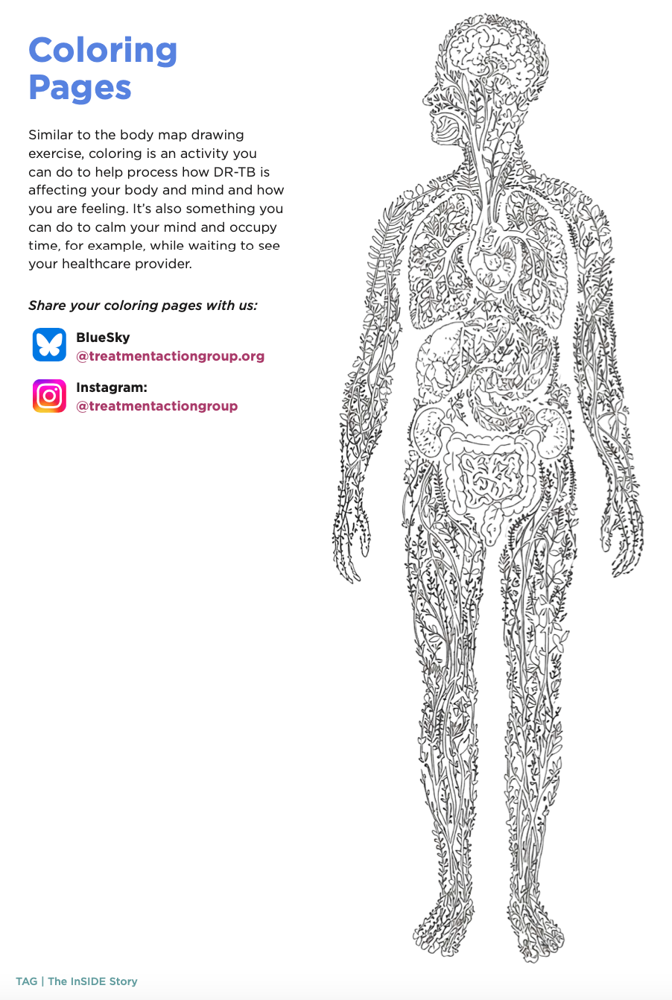 Coloring
Pages
Similar to the body map drawing
exercise, coloring is an activity you
can do to help process how DR-TB is
affecting your body and mind and how
you are feeling. It’s also something you
can do to calm your mind and occupy
time, for example, while waiting to see
your healthcare provider.
Share your coloring pages with us:
BlueSky
@treatmentactiongroup.org
Instagram:
@treatmentactiongroup
TAG | The InSIDE Story